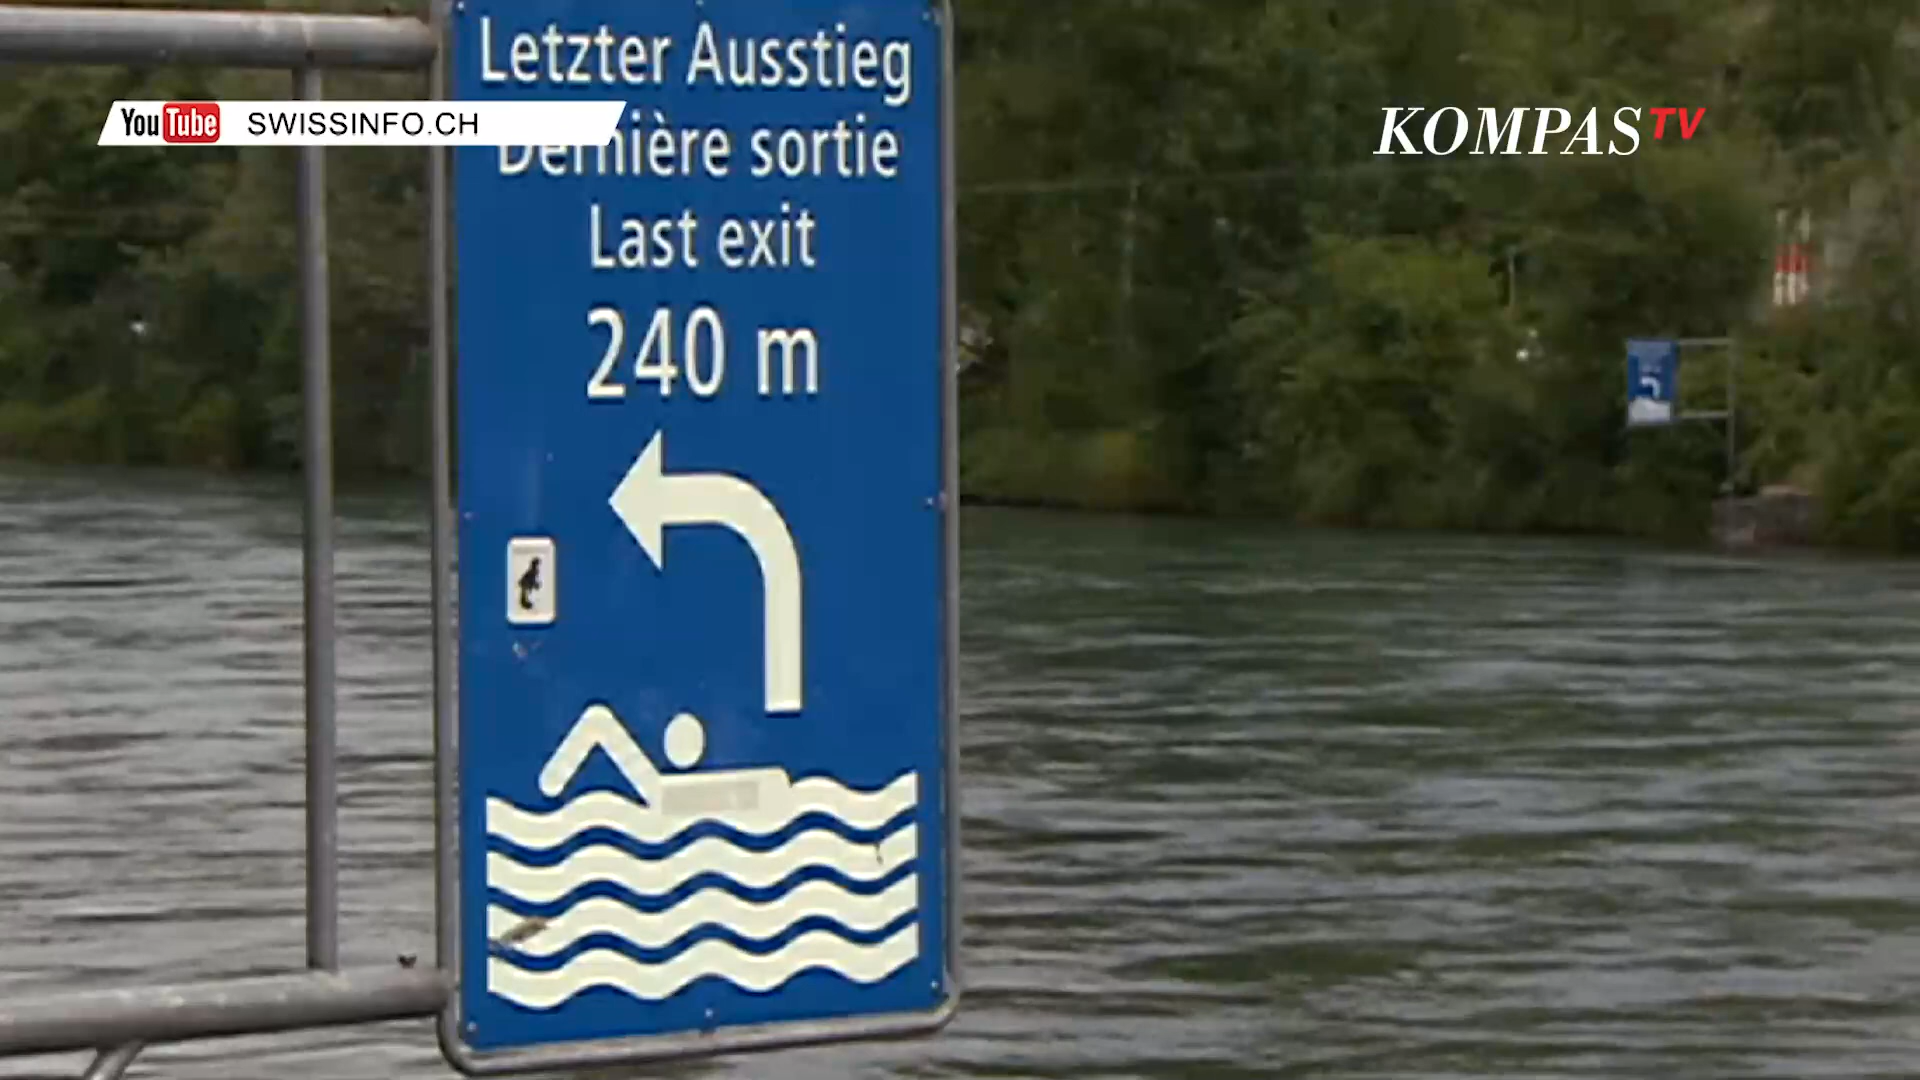 Letzter Ausstieg
YouTube SWISSINFO.CH
KOMPAS TV
Dernière sortie
Last exit
240 m